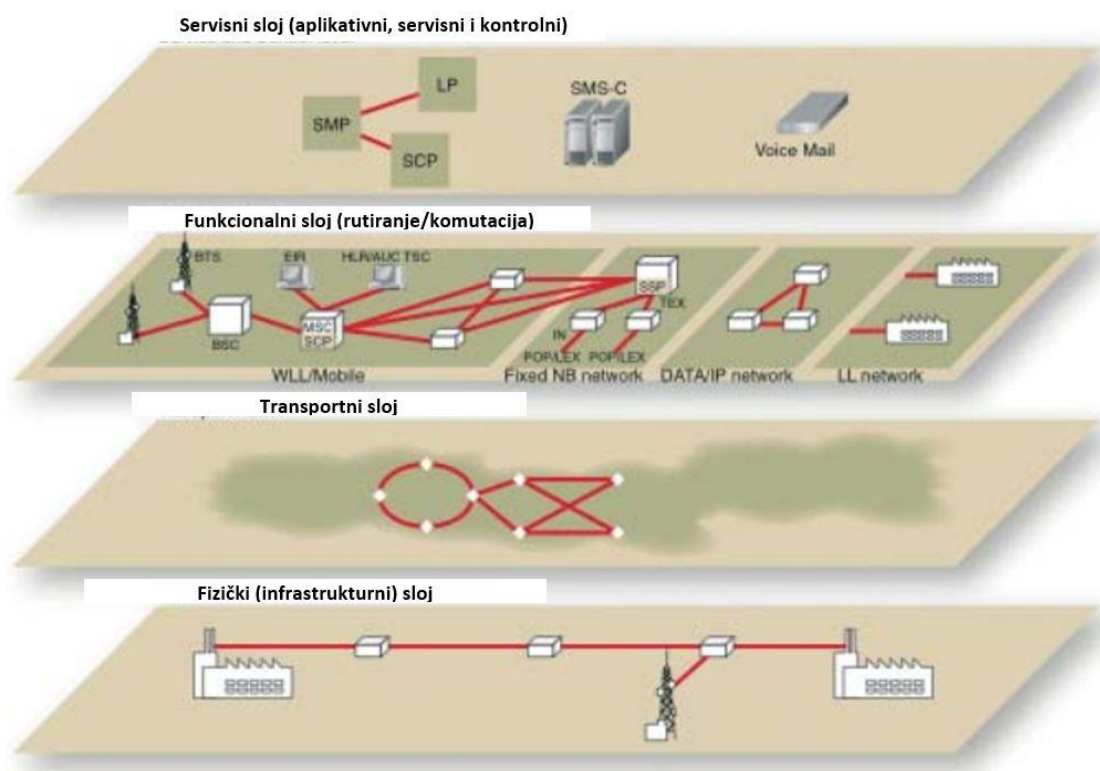 Servisni sloj (aplikativni, servisni i kontrolni)
LP
SMP
SCP
SMS-C
Voice Mail
Funkcionalni sloj (rutiranje/komutacija)
BTS
EIR
HLR/AUC TSC
BSC
MSC
SCP
SSP
TEX
IN
POP/LEX
POP/LEX
WLL/Mobile
Fixed NB network
DATA/IP network
LL network
Transportni sloj
Fizički (infrastrukturni) sloj